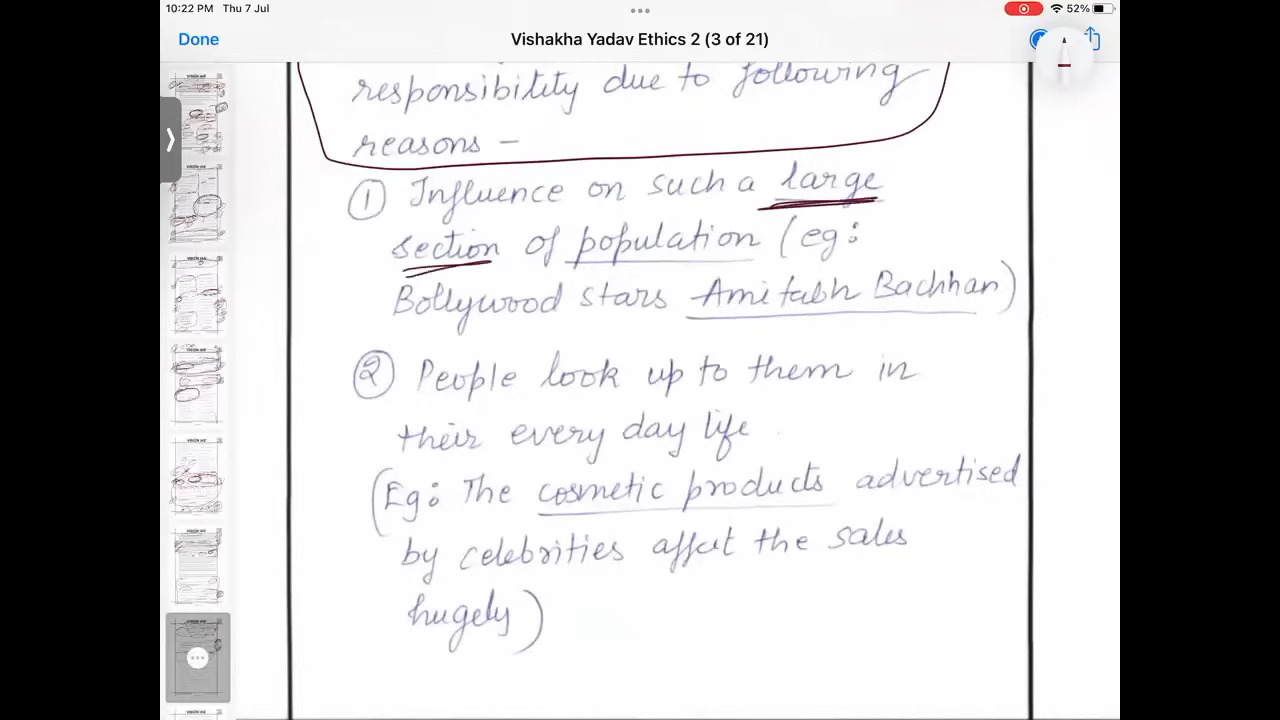 10:22 PM Thu 7 Jul
52%
Done
Vishakha Yadav Ethics 2 (3 of 21)
responsibility due to following
reasons -
① Influence on such a large
section of population (eg:
Bollywood stars Amitabh Bachhan)
② People look up to them in
their every day life
(Eg: The cosmetic products advertised
by celebrities affect the sales
hugely)